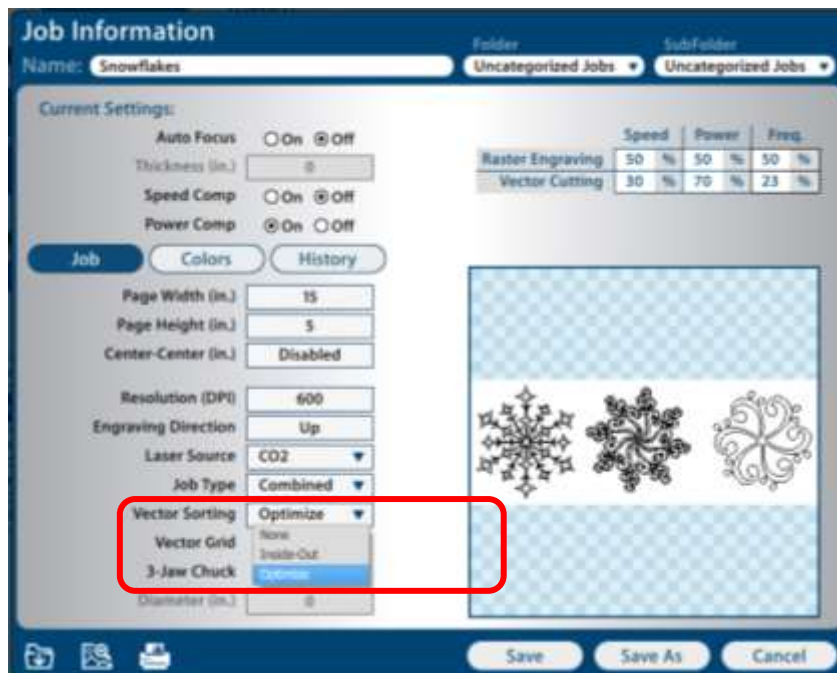 Job Information
Folder
SubFolder
Name: Snowflakes
Uncategorized Jobs
Uncategorized Jobs
Current Settings:
Auto Focus On Off
Thickness (in.) 0
Speed Comp On Off
Power Comp On Off
Speed Power Freq.
Raster Engraving 50 % 50 % 50 %
Vector Cutting 30 % 70 % 23 %
Job Colors History
Page Width (in.) 15
Page Height (in.) 5
Center-Center (in.) Disabled
Resolution (DPI) 600
Engraving Direction Up
Laser Source CO2
Job Type Combined
Vector Sorting Optimize
None
Vector Grid
Inside-Out
3-Jaw Chuck
Optimize
Diameter (in.) 0
Save Save As Cancel